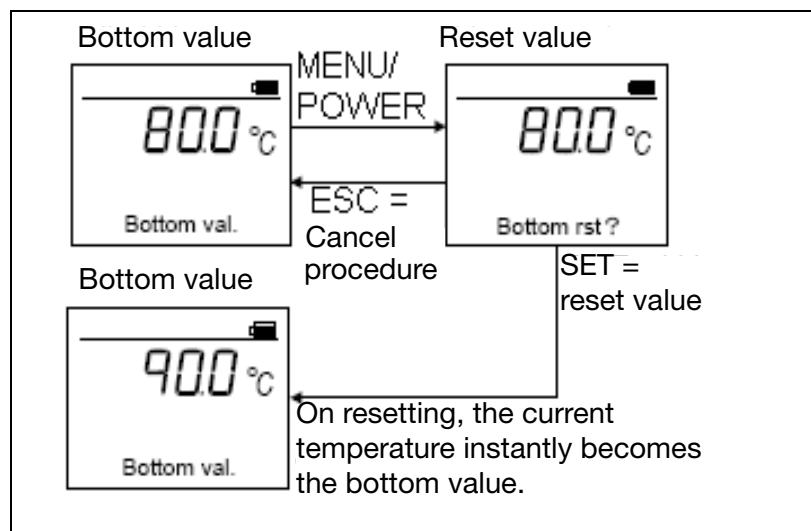 Bottom value
80.0 °C
Bottom val.
MENU/
POWER
ESC =
Cancel
procedure
Reset value
80.0 °C
Bottom rst?
SET =
reset value
Bottom value
90.0 °C
Bottom val.
On resetting, the current
temperature instantly becomes
the bottom value.